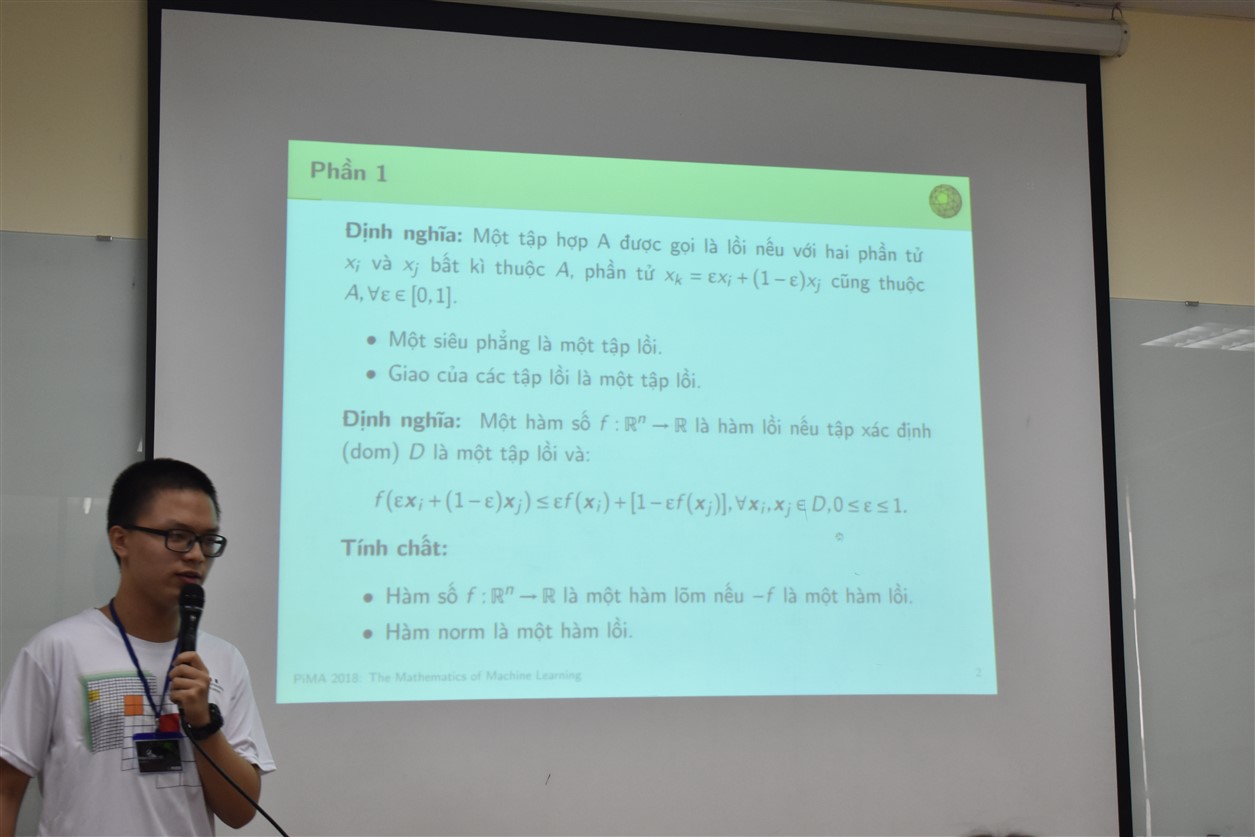 Phần 1
Định nghĩa: Một tập hợp A được gọi là lồi nếu với hai phần tử
xᵢ và xⱼ bất kì thuộc A, phần tử xₖ = εxᵢ + (1 − ε)xⱼ cũng thuộc
A, ∀ε ∈ [0, 1].
• Một siêu phẳng là một tập lồi.
• Giao của các tập lồi là một tập lồi.
Định nghĩa: Một hàm số f : ℝⁿ → ℝ là hàm lồi nếu tập xác định
(dom) D là một tập lồi và:
f(εxᵢ + (1 − ε)xⱼ) ≤ εf(xᵢ) + [1 − εf(xⱼ)], ∀xᵢ, xⱼ ∈ D, 0 ≤ ε ≤ 1.
Tính chất:
• Hàm số f : ℝⁿ → ℝ là một hàm lõm nếu −f là một hàm lồi.
• Hàm norm là một hàm lồi.
PiMA 2018: The Mathematics of Machine Learning 2